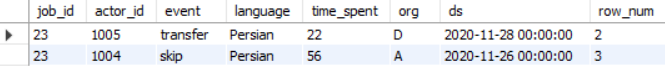 job_id actor_id event language time_spent org ds row_num
23 1005 transfer Persian 22 D 2020-11-28 00:00:00 2
23 1004 skip Persian 56 A 2020-11-26 00:00:00 3